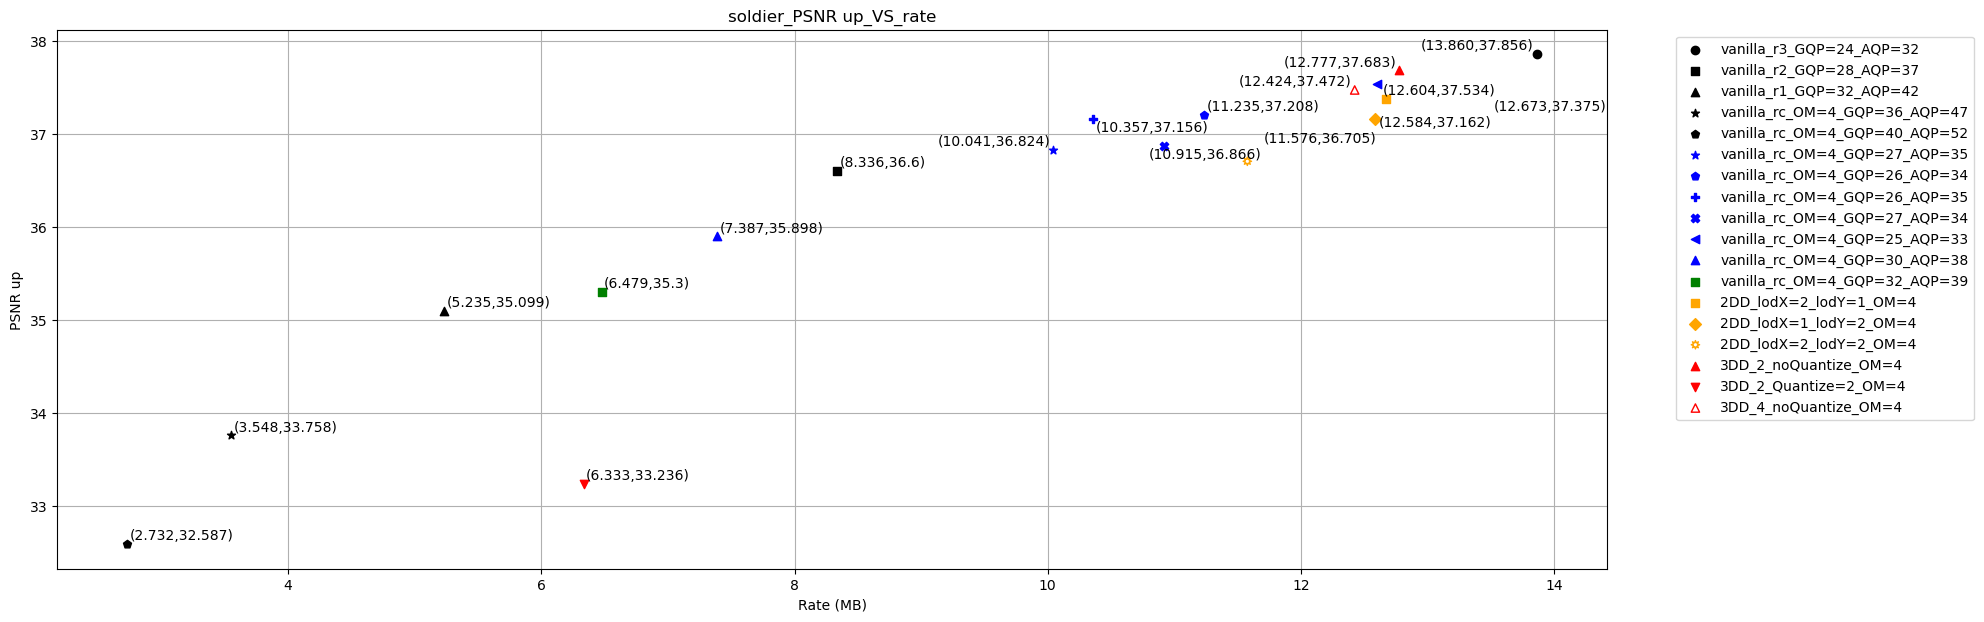 soldier_PSNR up_VS_rate
38
37
36
35
34
33
PSNR up
(13.860,37.856)
(12.777,37.683)
(12.424,37.472)
(12.604,37.534)
(12.673,37.375)
(11.235,37.208)
(10.357,37.156)
(12.584,37.162)
(10.041,36.824)
(11.576,36.705)
(10.915,36.866)
(8.336,36.6)
(7.387,35.898)
(6.479,35.3)
(5.235,35.099)
(3.548,33.758)
(6.333,33.236)
(2.732,32.587)
4
6
8
10
12
14
Rate (MB)
vanilla_r3_GQP=24_AQP=32
vanilla_r2_GQP=28_AQP=37
vanilla_r1_GQP=32_AQP=42
vanilla_rc_OM=4_GQP=36_AQP=47
vanilla_rc_OM=4_GQP=40_AQP=52
vanilla_rc_OM=4_GQP=27_AQP=35
vanilla_rc_OM=4_GQP=26_AQP=34
vanilla_rc_OM=4_GQP=26_AQP=35
vanilla_rc_OM=4_GQP=27_AQP=34
vanilla_rc_OM=4_GQP=25_AQP=33
vanilla_rc_OM=4_GQP=30_AQP=38
vanilla_rc_OM=4_GQP=32_AQP=39
2DD_lodX=2_lodY=1_OM=4
2DD_lodX=1_lodY=2_OM=4
2DD_lodX=2_lodY=2_OM=4
3DD_2_noQuantize_OM=4
3DD_2_Quantize=2_OM=4
3DD_4_noQuantize_OM=4